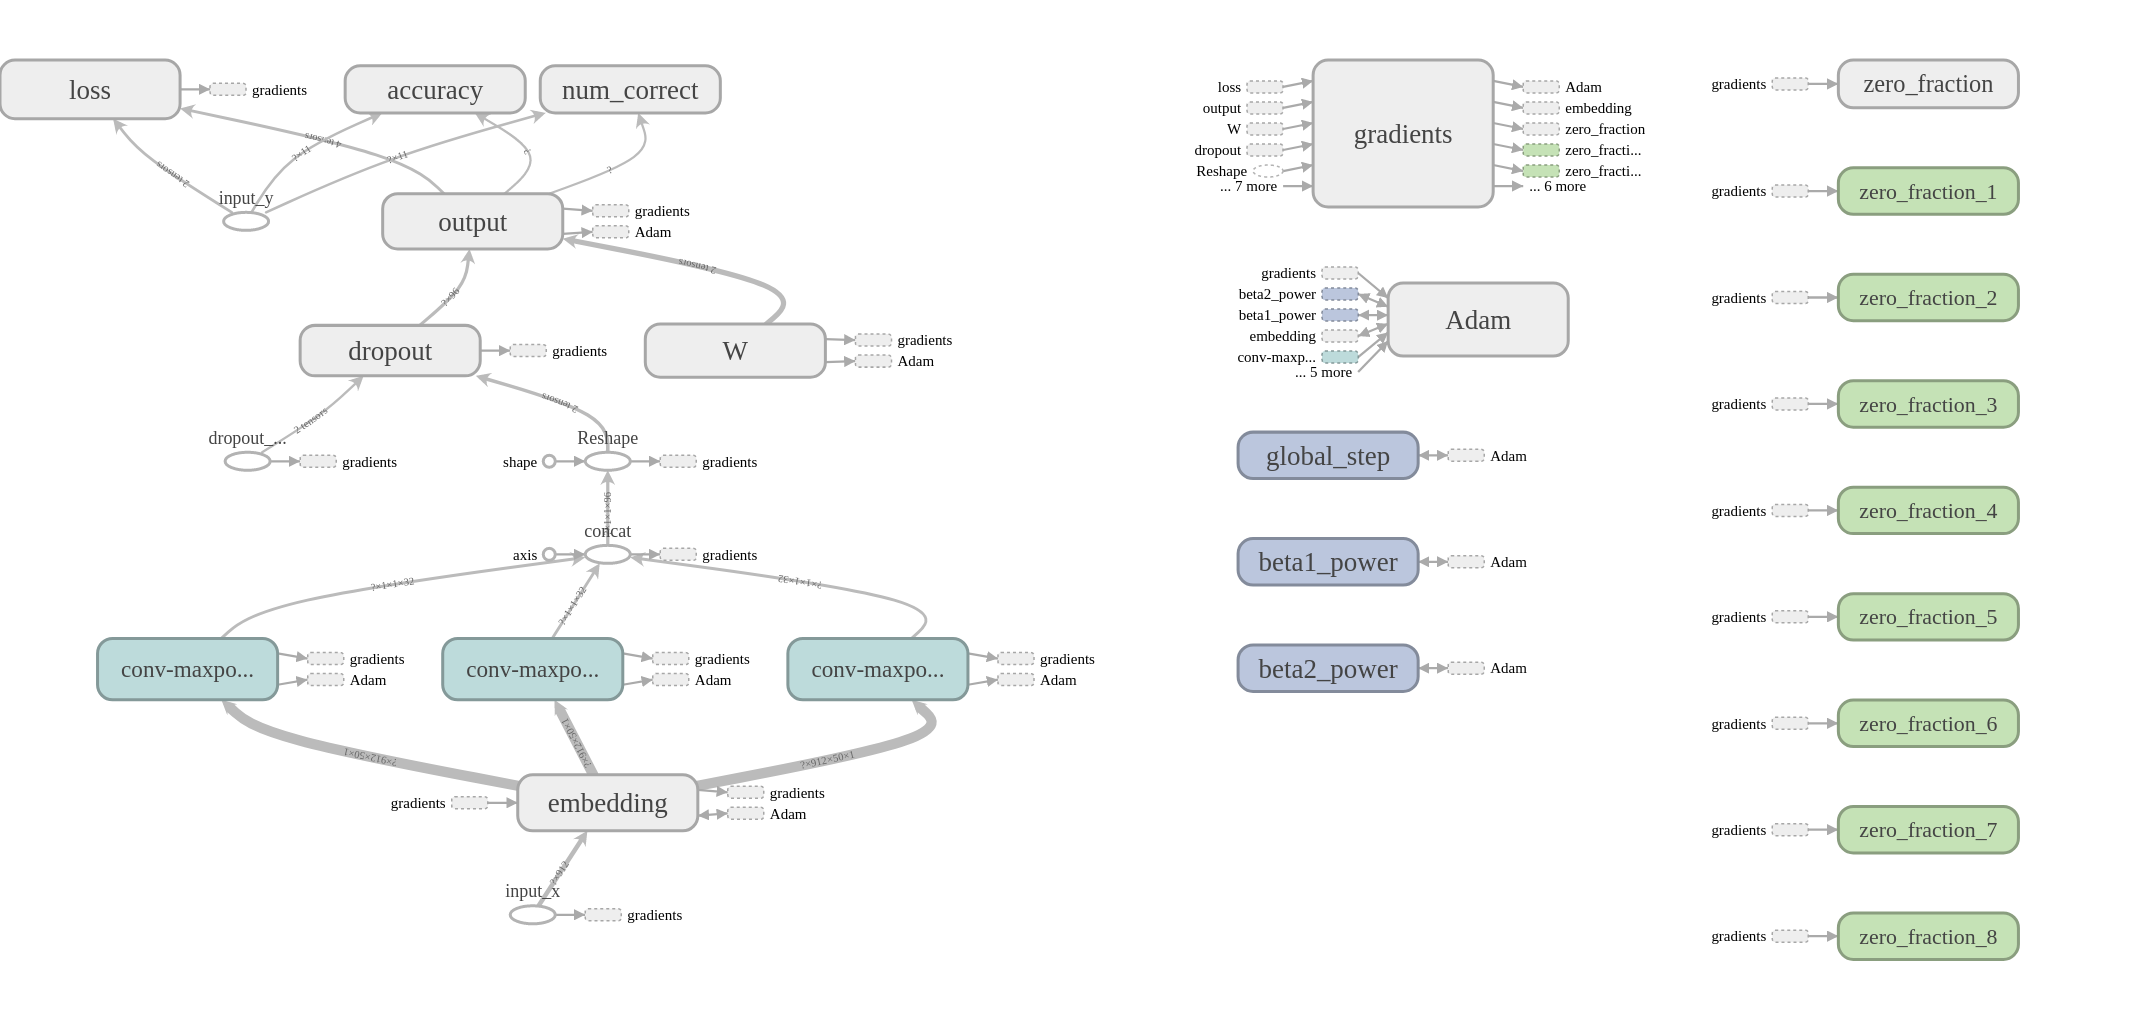 loss
gradients
accuracy
num_correct
4 tensors
?×11
?×11
2 tensors
?
?
input_y
output
gradients
Adam
2 tensors
?×96
dropout
gradients
W
gradients
Adam
2 tensors
2 tensors
dropout_...
gradients
Reshape
shape
gradients
?×1×1×96
concat
axis
gradients
?×1×1×32
?×1×1×32
?×1×1×32
conv-maxpo...
gradients
Adam
conv-maxpo...
gradients
Adam
conv-maxpo...
gradients
Adam
?×912×50×1
?×912×50×1
?×912×50×1
gradients
embedding
gradients
Adam
?×912
input_x
gradients
loss
output
W
dropout
Reshape
... 7 more
gradients
Adam
embedding
zero_fraction
zero_fracti...
zero_fracti...
... 6 more
gradients
beta2_power
beta1_power
embedding
conv-maxp...
... 5 more
Adam
global_step
Adam
beta1_power
Adam
beta2_power
Adam
gradients
zero_fraction
gradients
zero_fraction_1
gradients
zero_fraction_2
gradients
zero_fraction_3
gradients
zero_fraction_4
gradients
zero_fraction_5
gradients
zero_fraction_6
gradients
zero_fraction_7
gradients
zero_fraction_8